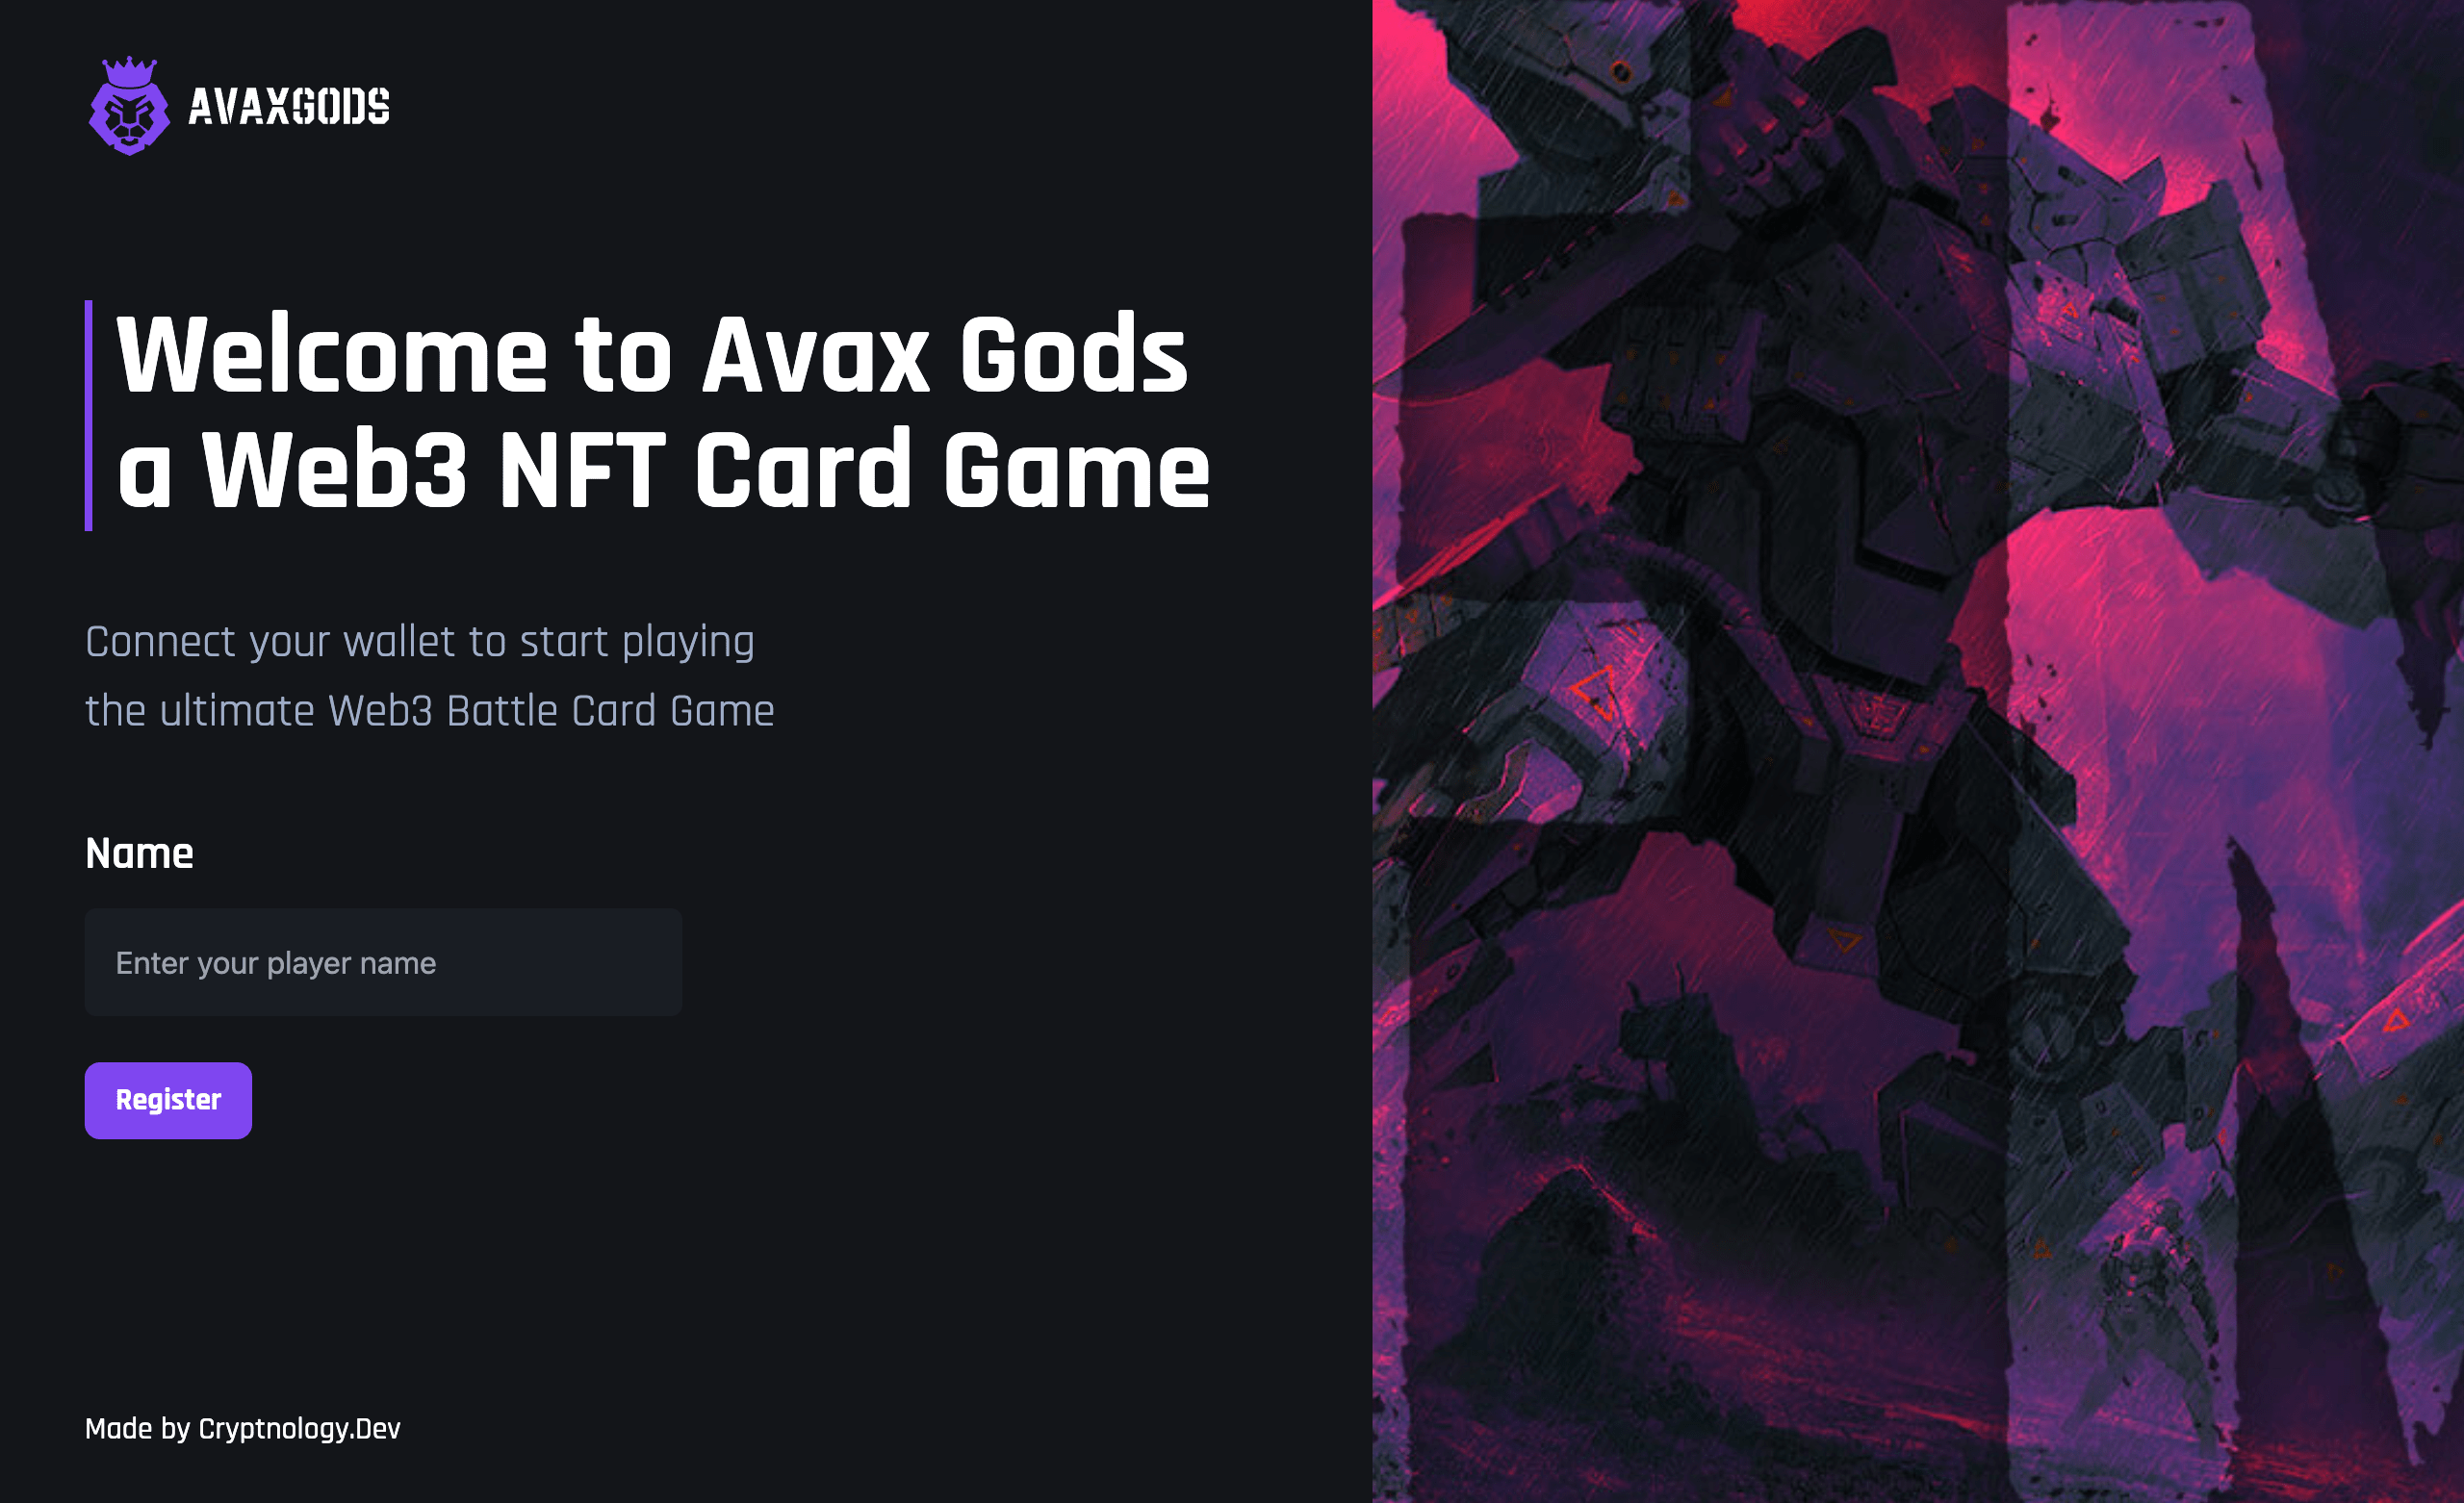 AVAXGODS
Welcome to Avax Gods
a Web3 NFT Card Game
Connect your wallet to start playing
the ultimate Web3 Battle Card Game
Name
Enter your player name
Register
Made by Cryptnology.Dev